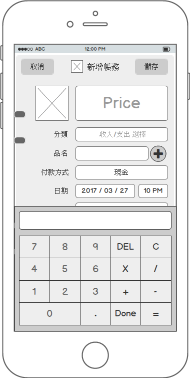 ABC 12:00 PM
取消 新增帳務 儲存
Price
分類 收入/支出 選擇
品名
付款方式 現金
日期 2017 / 03 / 27 10 PM
7 8 9 DEL C
4 5 6 X /
1 2 3 + -
0 . Done =